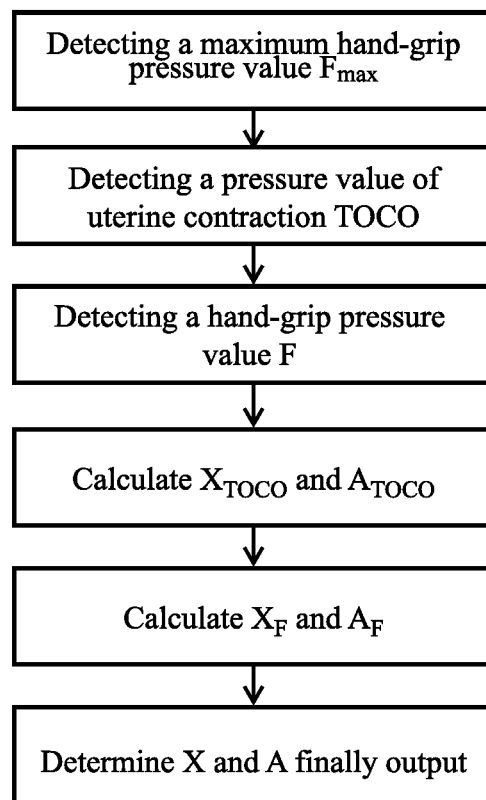 Detecting a maximum hand-grip
pressure value Fmax
Detecting a pressure value of
uterine contraction TOCO
Detecting a hand-grip pressure
value F
Calculate XTOCO and ATOCO
Calculate XF and AF
Determine X and A finally output